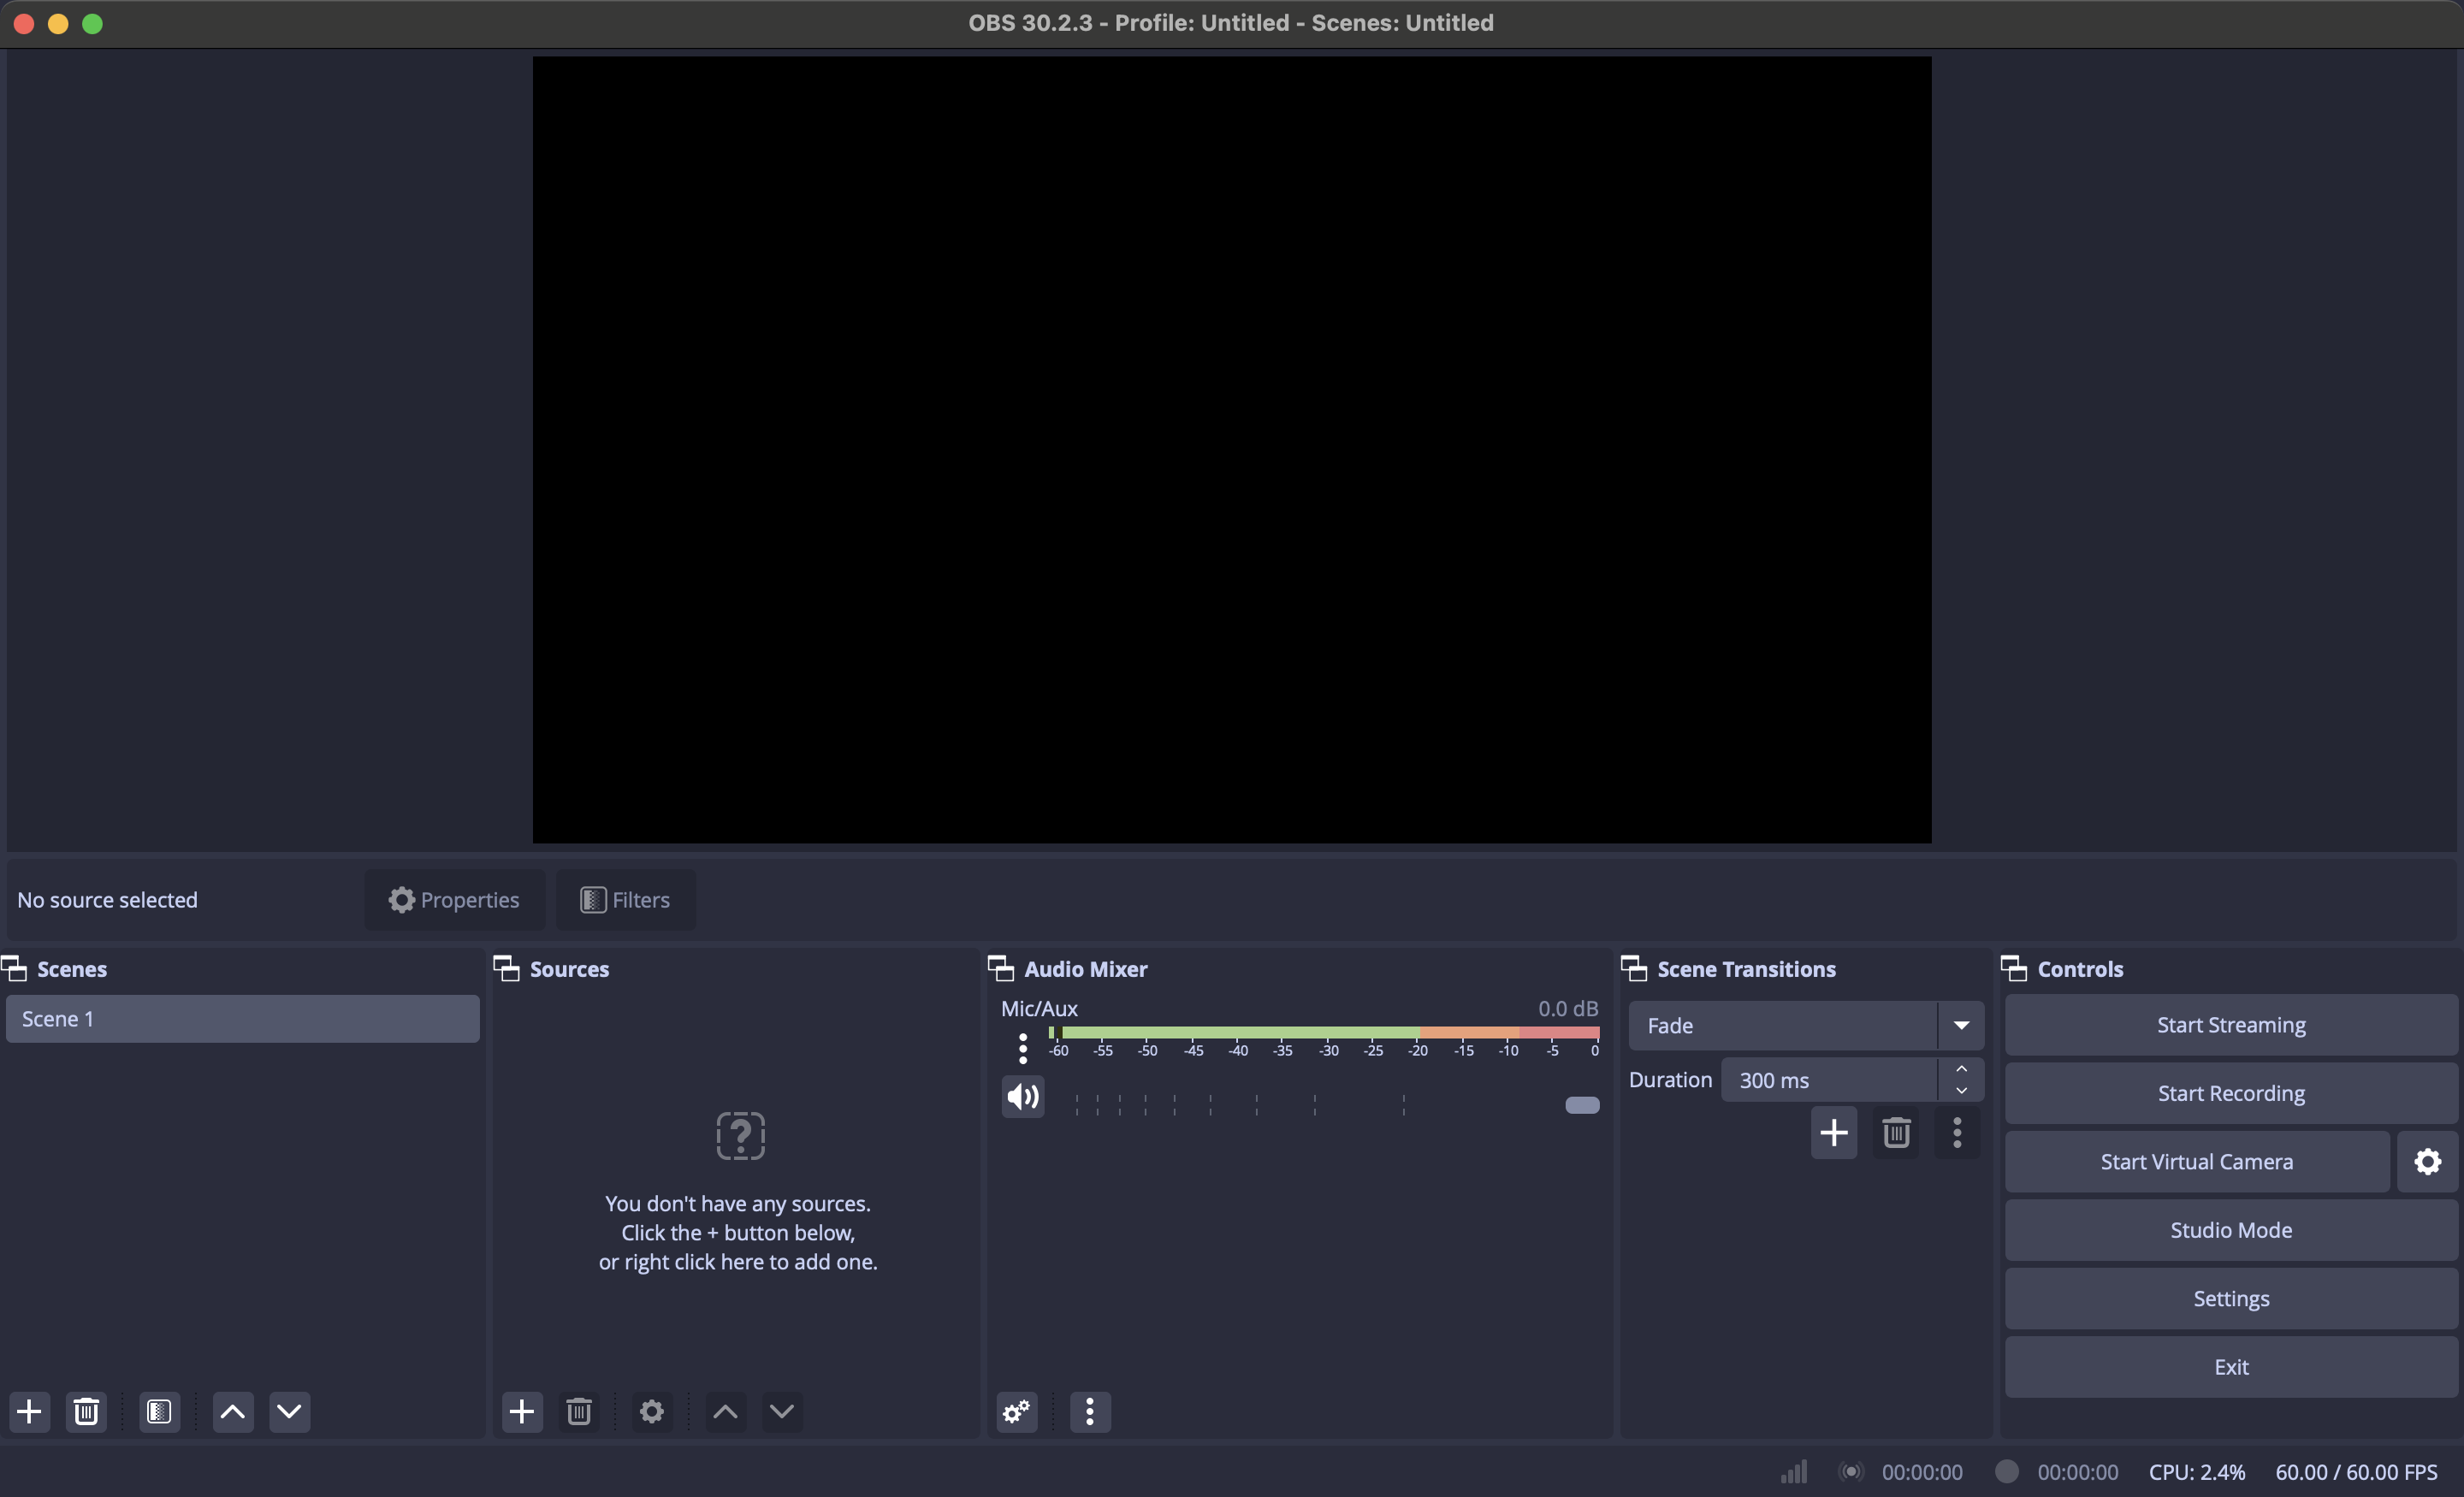 OBS 30.2.3 - Profile: Untitled - Scenes: Untitled
No source selected
Properties
Filters
Scenes
Scene 1
Sources
You don't have any sources.
Click the + button below,
or right click here to add one.
Audio Mixer
Mic/Aux
0.0 dB
-60 -55 -50 -45 -40 -35 -30 -25 -20 -15 -10 -5 0
Scene Transitions
Fade
Duration 300 ms
Controls
Start Streaming
Start Recording
Start Virtual Camera
Studio Mode
Settings
Exit
00:00:00 00:00:00 CPU: 2.4% 60.00 / 60.00 FPS